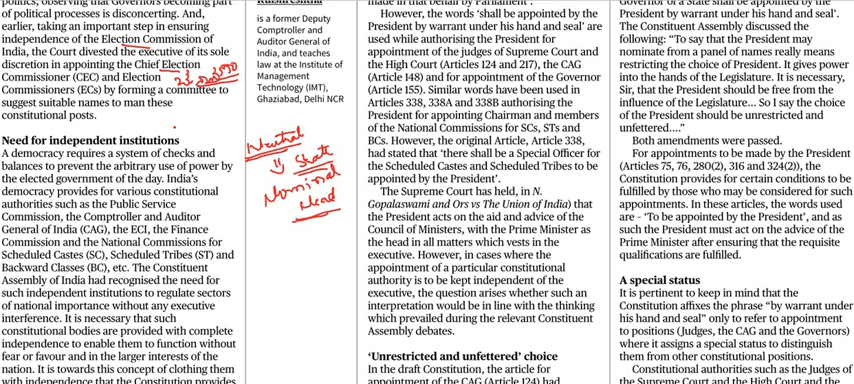 politics, observing that Governors becoming part
of political processes is disconcerting. And,
earlier, taking an important step in ensuring
independence of the Election Commission of
India, the Court divested the executive of its sole
discretion in appointing the Chief Election
Commissioner (CEC) and Election
Commissioners (ECs) by forming a committee to
suggest suitable names to man these
constitutional posts.
Need for independent institutions
A democracy requires a system of checks and
balances to prevent the arbitrary use of power by
the elected government of the day. India's
democracy provides for various constitutional
authorities such as the Public Service
Commission, the Comptroller and Auditor
General of India (CAG), the ECI, the Finance
Commission and the National Commissions for
Scheduled Castes (SC), Scheduled Tribes (ST) and
Backward Classes (BC), etc. The Constituent
Assembly of India had recognised the need for
such independent institutions to regulate sectors
of national importance without any executive
interference. It is necessary that such
constitutional bodies are provided with complete
independence to enable them to function without
fear or favour and in the larger interests of the
nation. It is towards this concept of clothing them
with independence that the Constitution provides
Kulshrestha
is a former Deputy
Comptroller and
Auditor General of
India, and teaches
law at the Institute of
Management
Technology (IMT),
Ghaziabad, Delhi NCR
Neutral
State
Nominal
Head
made in that behalf by Parliament'.
However, the words 'shall be appointed by the
President by warrant under his hand and seal' are
used while authorising the President for
appointment of the judges of Supreme Court and
the High Court (Articles 124 and 217), the CAG
(Article 148) and for appointment of the Governor
(Article 155). Similar words have been used in
Articles 338, 338A and 338B authorising the
President for appointing Chairman and members
of the National Commissions for SCs, STs and
BCs. However, the original Article, Article 338,
had stated that 'there shall be a Special Officer for
the Scheduled Castes and Scheduled Tribes to be
appointed by the President'.
The Supreme Court has held, in N.
Gopalaswami and Ors vs The Union of India) that
the President acts on the aid and advice of the
Council of Ministers, with the Prime Minister as
the head in all matters which vests in the
executive. However, in cases where the
appointment of a particular constitutional
authority is to be kept independent of the
executive, the question arises whether such an
interpretation would be in line with the thinking
which prevailed during the relevant Constituent
Assembly debates.
'Unrestricted and unfettered' choice
In the draft Constitution, the article for
appointment of the CAG (Article 124) had
Governor of a State shall be appointed by the
President by warrant under his hand and seal'.
The Constituent Assembly discussed the
following: "To say that the President may
nominate from a panel of names really means
restricting the choice of President. It gives power
into the hands of the Legislature. It is necessary,
Sir, that the President should be free from the
influence of the Legislature... So I say the choice
of the President should be unrestricted and
unfettered...."
Both amendments were passed.
For appointments to be made by the President
(Articles 75, 76, 280(2), 316 and 324(2)), the
Constitution provides for certain conditions to be
fulfilled by those who may be considered for such
appointments. In these articles, the words used
are - 'To be appointed by the President', and as
such the President must act on the advice of the
Prime Minister after ensuring that the requisite
qualifications are fulfilled.
A special status
It is pertinent to keep in mind that the
Constitution affixes the phrase "by warrant under
his hand and seal" only to refer to appointment
to positions (Judges, the CAG and the Governors)
where it assigns a special status to distinguish
them from other constitutional positions.
Constitutional authorities such as the Judges of
the Supreme Court and the High Court and the